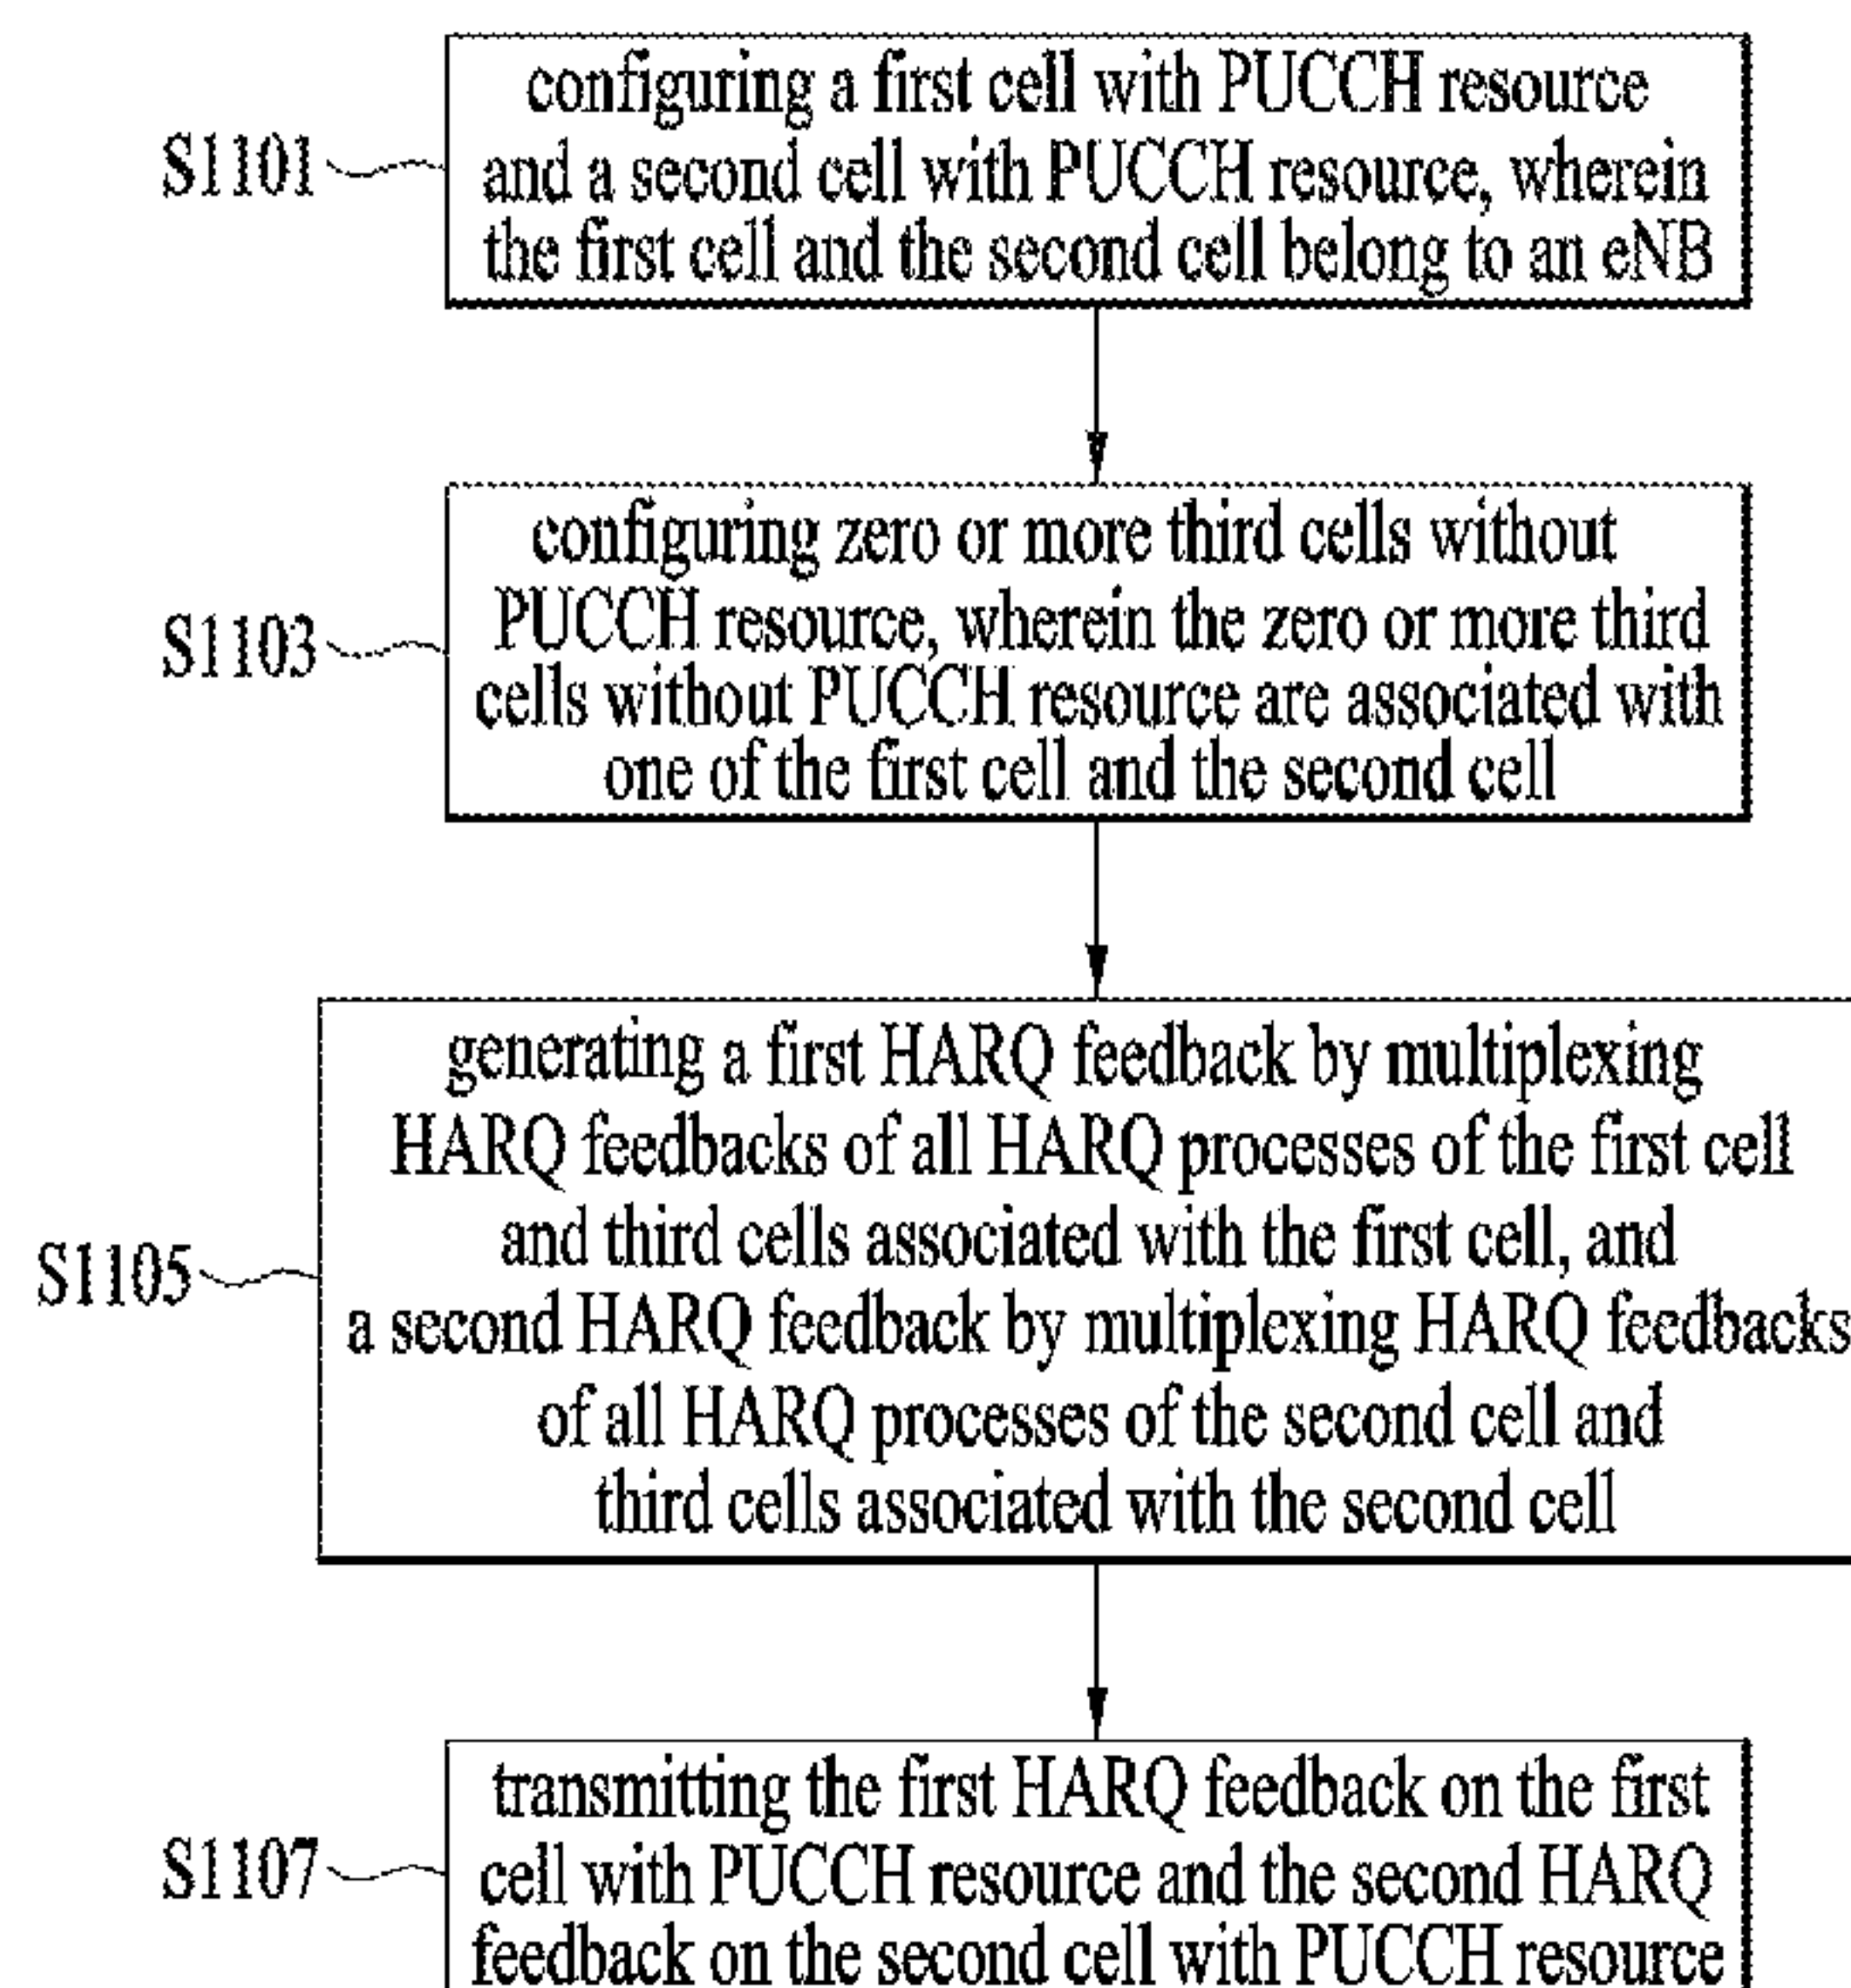 configuring a first cell with PUCCH resource
S1101
and a second cell with PUCCH resource, wherein
the first cell and the second cell belong to an eNB
configuring zero or more third cells without
S1103
PUCCH resource, wherein the zero or more third
cells without PUCCH resource are associated with
one of the first cell and the second cell
generating a first HARQ feedback by multiplexing
HARQ feedbacks of all HARQ processes of the first cell
and third cells associated with the first cell, and
S1105
a second HARQ feedback by multiplexing HARQ feedbacks
of all HARQ processes of the second cell and
third cells associated with the second cell
transmitting the first HARQ feedback on the first
S1107
cell with PUCCH resource and the second HARQ
feedback on the second cell with PUCCH resource